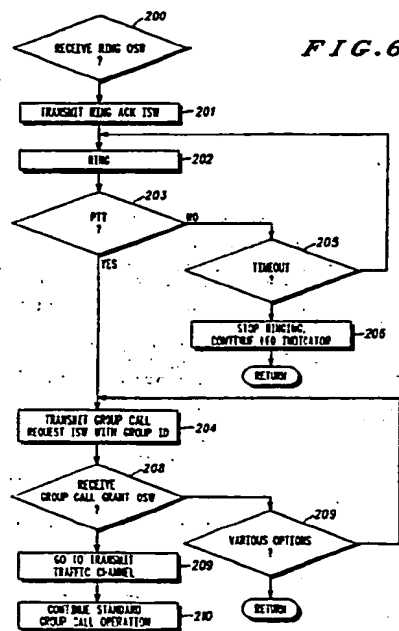 FIG.6
200
RECEIVE RING OSW
?
TRANSMIT RING ACK ISW
201
RING
202
203
PTT
?
NO
YES
205
TIMEOUT
?
STOP RINGING,
CONTINUE LED INDICATOR
206
RETURN
TRANSMIT GROUP CALL
REQUEST ISW WITH GROUP ID
204
208
RECEIVE
GROUP CALL GRANT OSW
?
209
VARIOUS OPTIONS
?
GO TO TRANSMIT
TRAFFIC CHANNEL
209
RETURN
CONTINUE STANDARD
GROUP CALL OPERATION
210